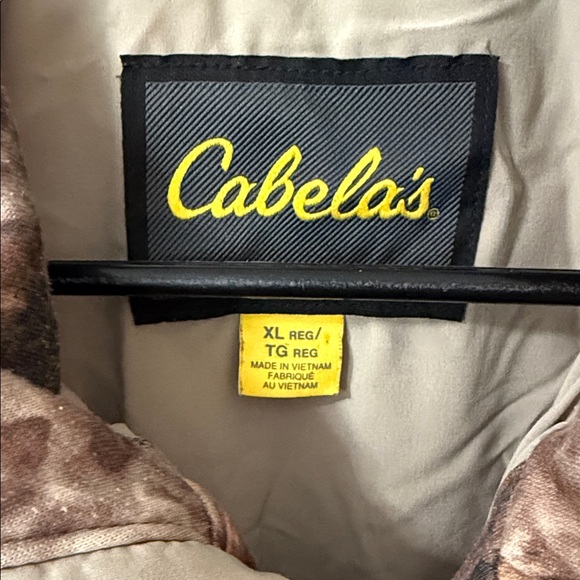 Cabela's®
XL REG/
TG REG
MADE IN VIETNAM
FABRIQUÉ
AU VIETNAM